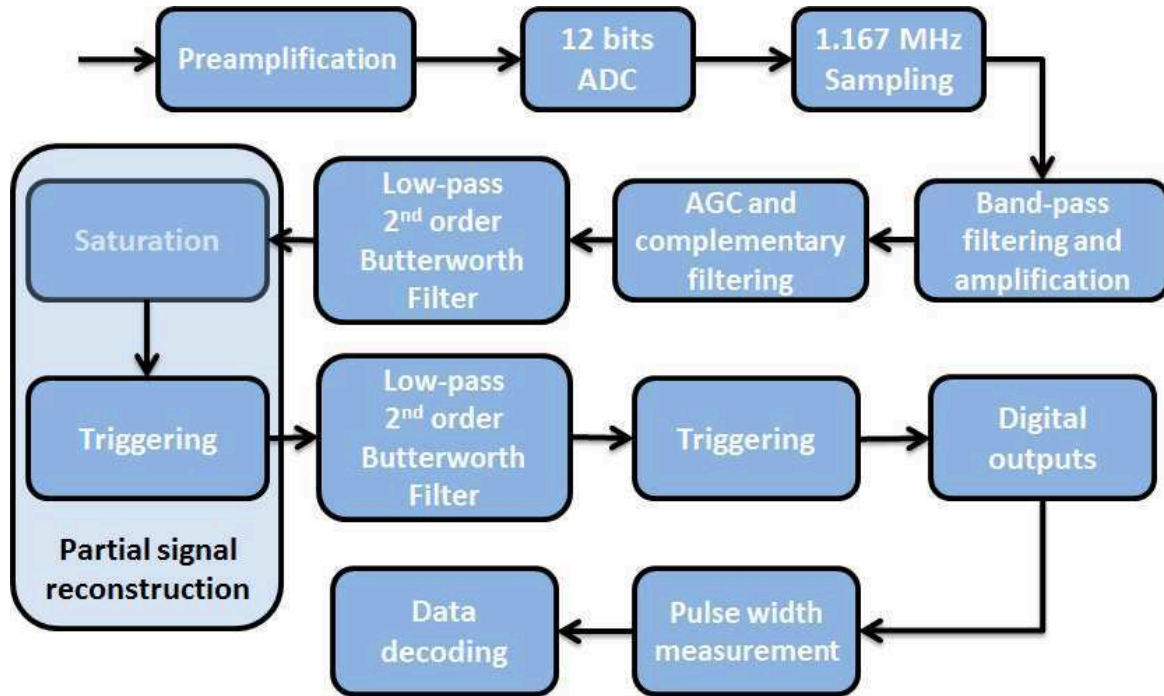 Preamplification
12 bits
ADC
1.167 MHz
Sampling
Band-pass
filtering and
amplification
AGC and
complementary
filtering
Low-pass
2nd order
Butterworth
Filter
Saturation
Triggering
Partial signal
reconstruction
Low-pass
2nd order
Butterworth
Filter
Triggering
Digital
outputs
Pulse width
measurement
Data
decoding